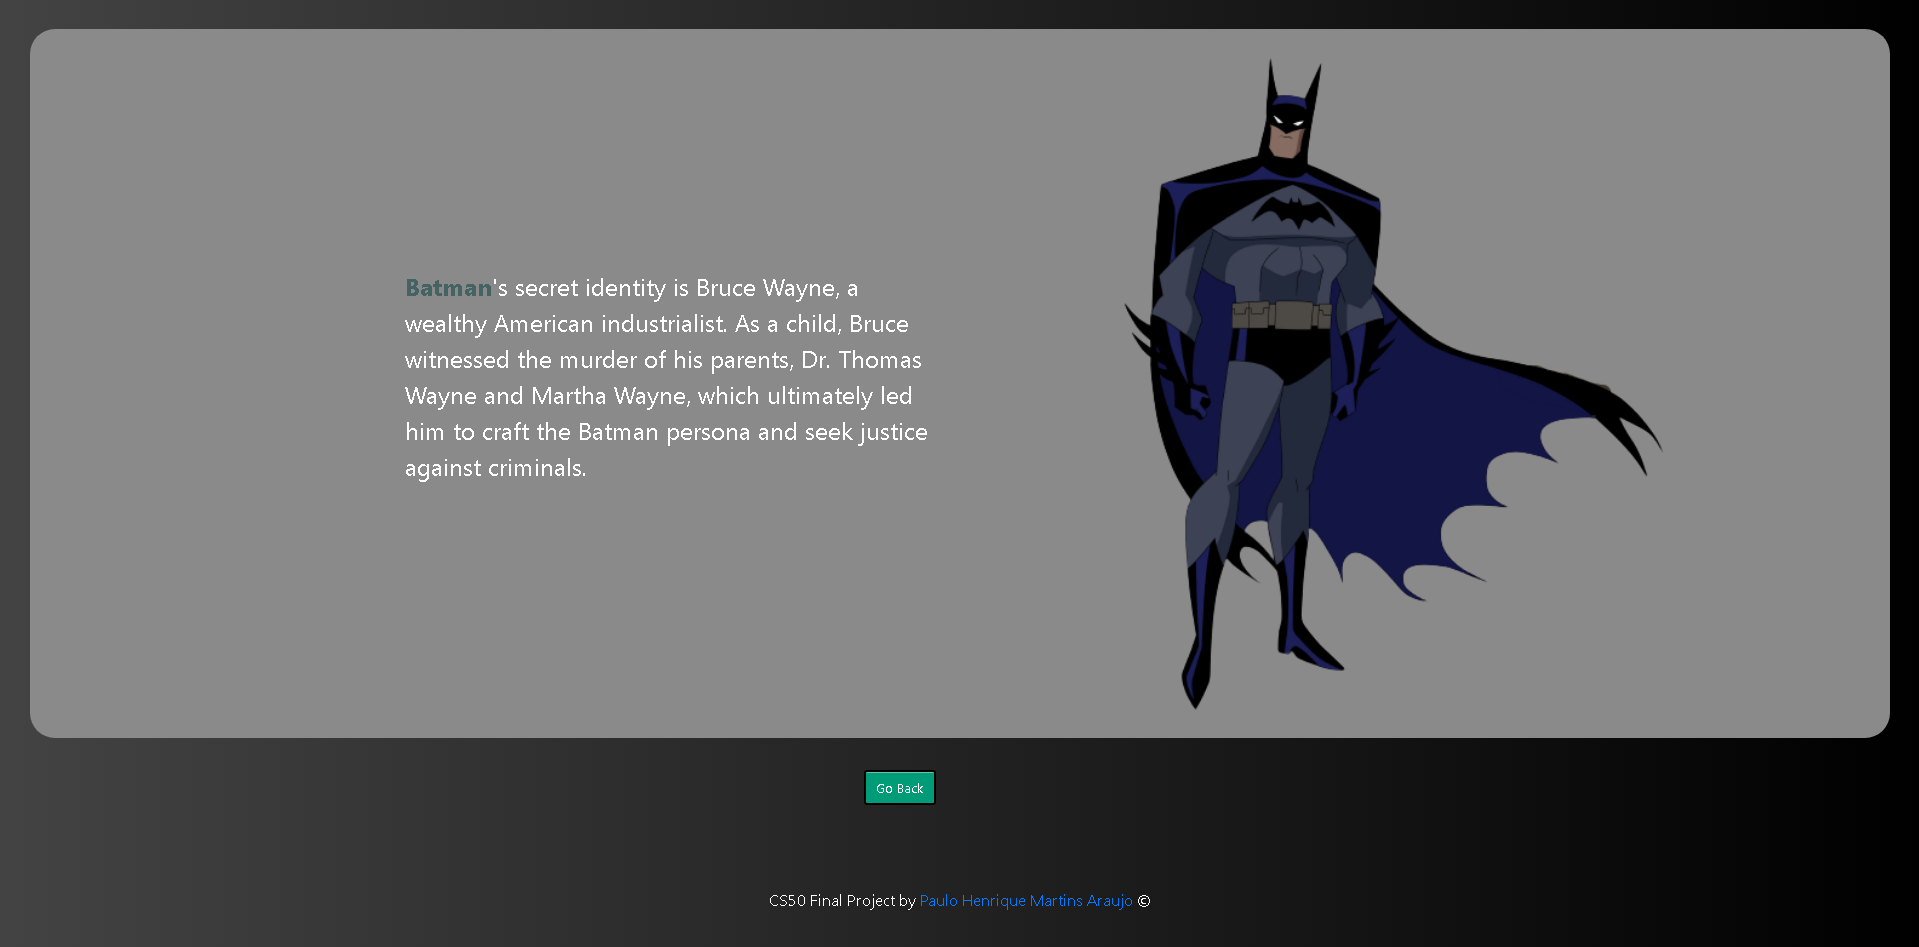 Batman's secret identity is Bruce Wayne, a
wealthy American industrialist. As a child, Bruce
witnessed the murder of his parents, Dr. Thomas
Wayne and Martha Wayne, which ultimately led
him to craft the Batman persona and seek justice
against criminals.
Go Back
CS50 Final Project by Paulo Henrique Martins Araujo ©